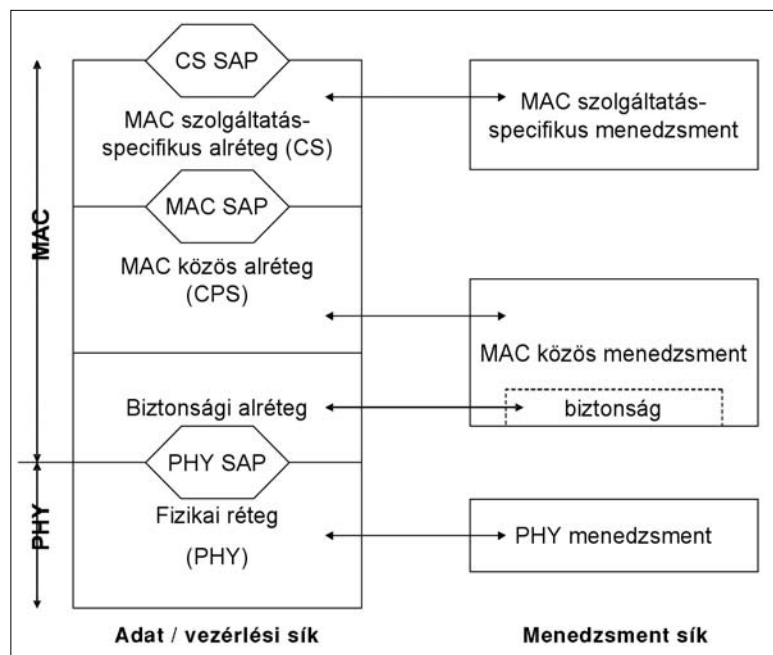 CS SAP
MAC szolgáltatás-
specifikus alréteg (CS)
MAC szolgáltatás-
specifikus menedzsment
MAC
MAC SAP
MAC közös alréteg
(CPS)
MAC közös menedzsment
Biztonsági alréteg
biztonság
PHY SAP
PHY
Fizikai réteg
(PHY)
PHY menedzsment
Adat / vezérlési sík
Menedzsment sík